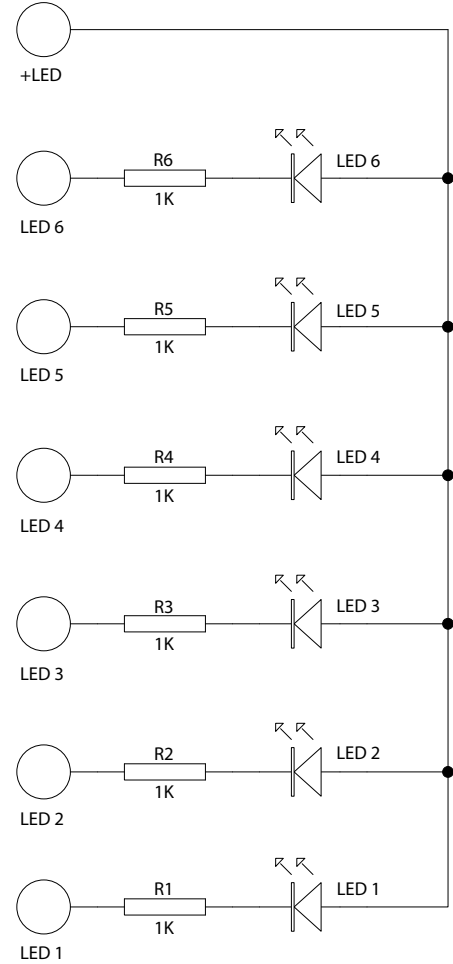 +LED
R6
LED 6
1K
LED 6
R5
LED 5
1K
LED 5
R4
LED 4
1K
LED 4
R3
LED 3
1K
LED 3
R2
LED 2
1K
LED 2
R1
LED 1
1K
LED 1